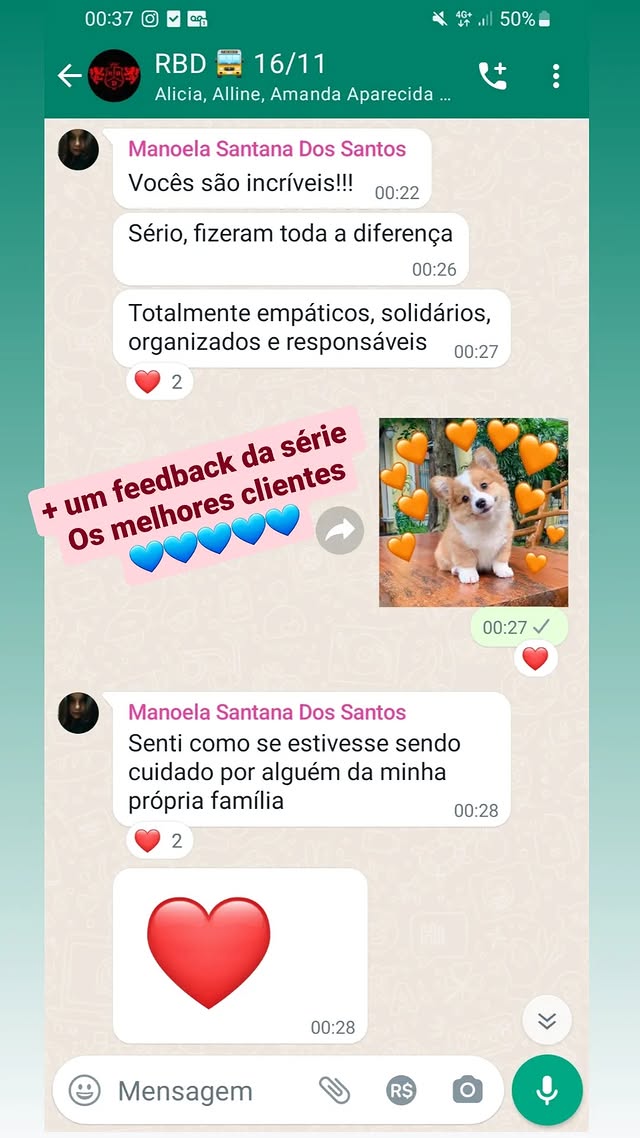 00:37 4G+ 50%
RBD 16/11
Alicia, Alline, Amanda Aparecida ...
Manoela Santana Dos Santos
Vocês são incríveis!!! 00:22
Sério, fizeram toda a diferença
00:26
Totalmente empáticos, solidários,
organizados e responsáveis 00:27
2
+ um feedback da série
Os melhores clientes
00:27
Manoela Santana Dos Santos
Senti como se estivesse sendo
cuidado por alguém da minha
própria família 00:28
2
00:28
Mensagem R$